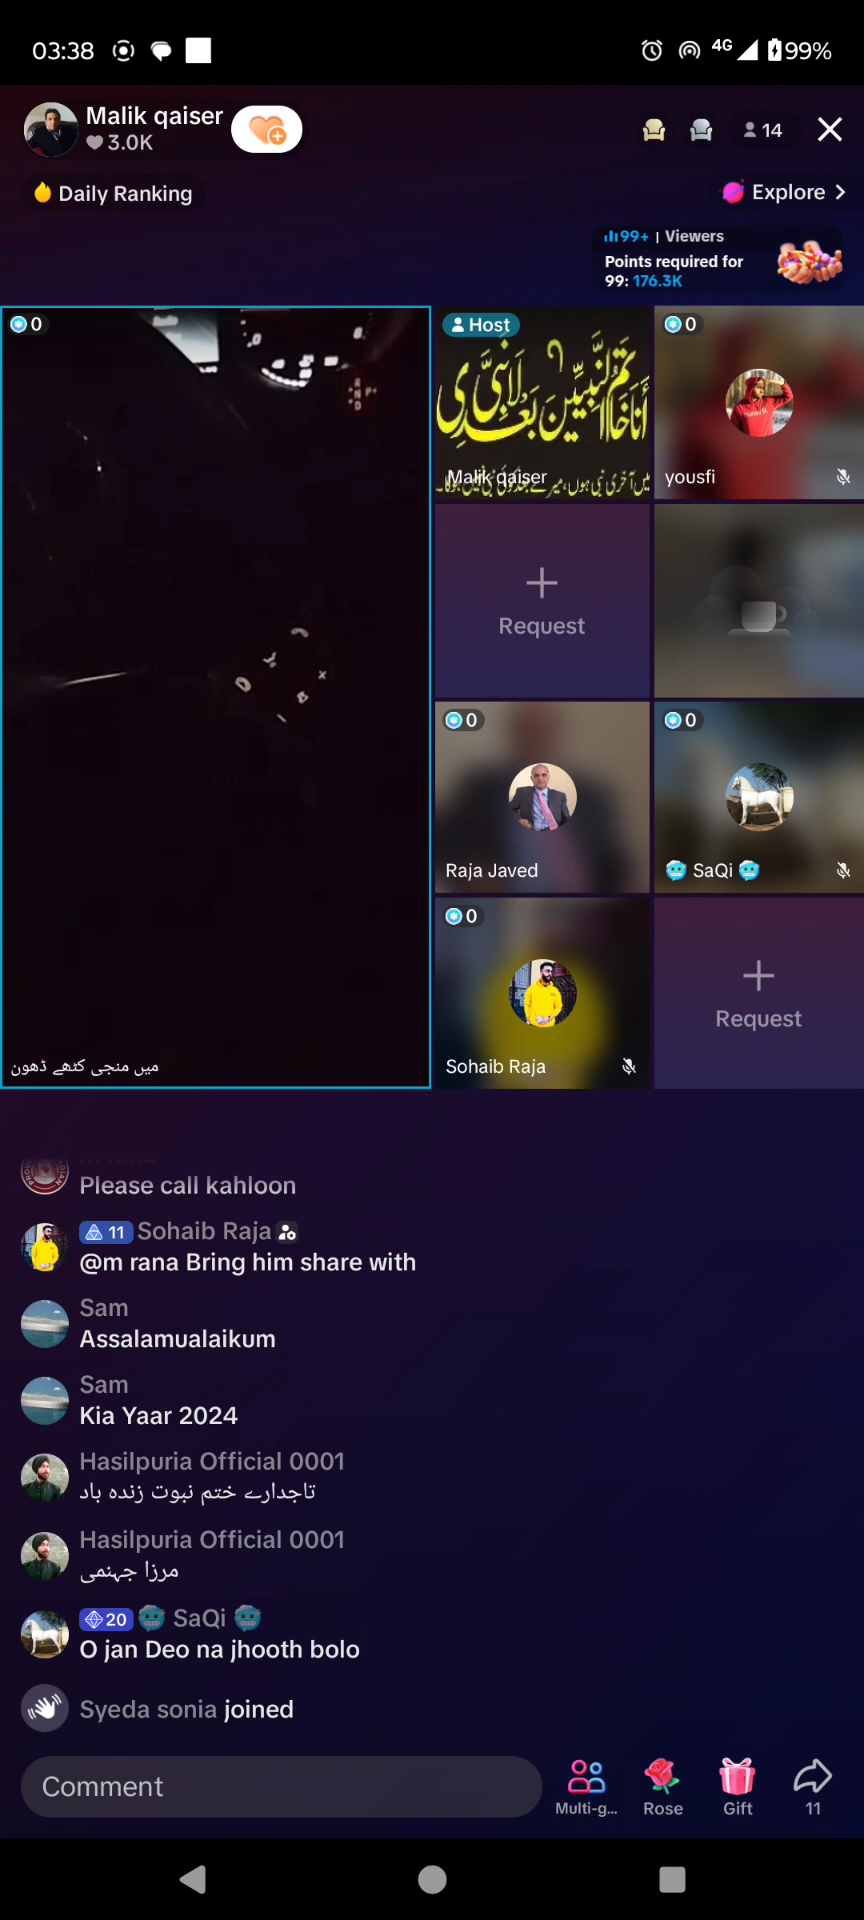 03:38
4G
99%
Malik qaiser
3.0K
14
Daily Ranking
Explore
99+ | Viewers
Points required for
99: 176.3K
0
Host
أنا خاتم النبيين لا نبي بعدي
Malik qaiser
0
yousfi
Request
0
Raja Javed
0
🥶 SaQi 🥶
0
Sohaib Raja
Request
میں منجی کتھے ڈھون
Please call kahloon
11 Sohaib Raja
@m rana Bring him share with
Sam
Assalamualaikum
Sam
Kia Yaar 2024
Hasilpuria Official 0001
تاجدارے ختم نبوت زندہ باد
Hasilpuria Official 0001
مرزا جہنمی
20 🥶 SaQi 🥶
O jan Deo na jhooth bolo
Syeda sonia joined
Comment
Multi-g...
Rose
Gift
11